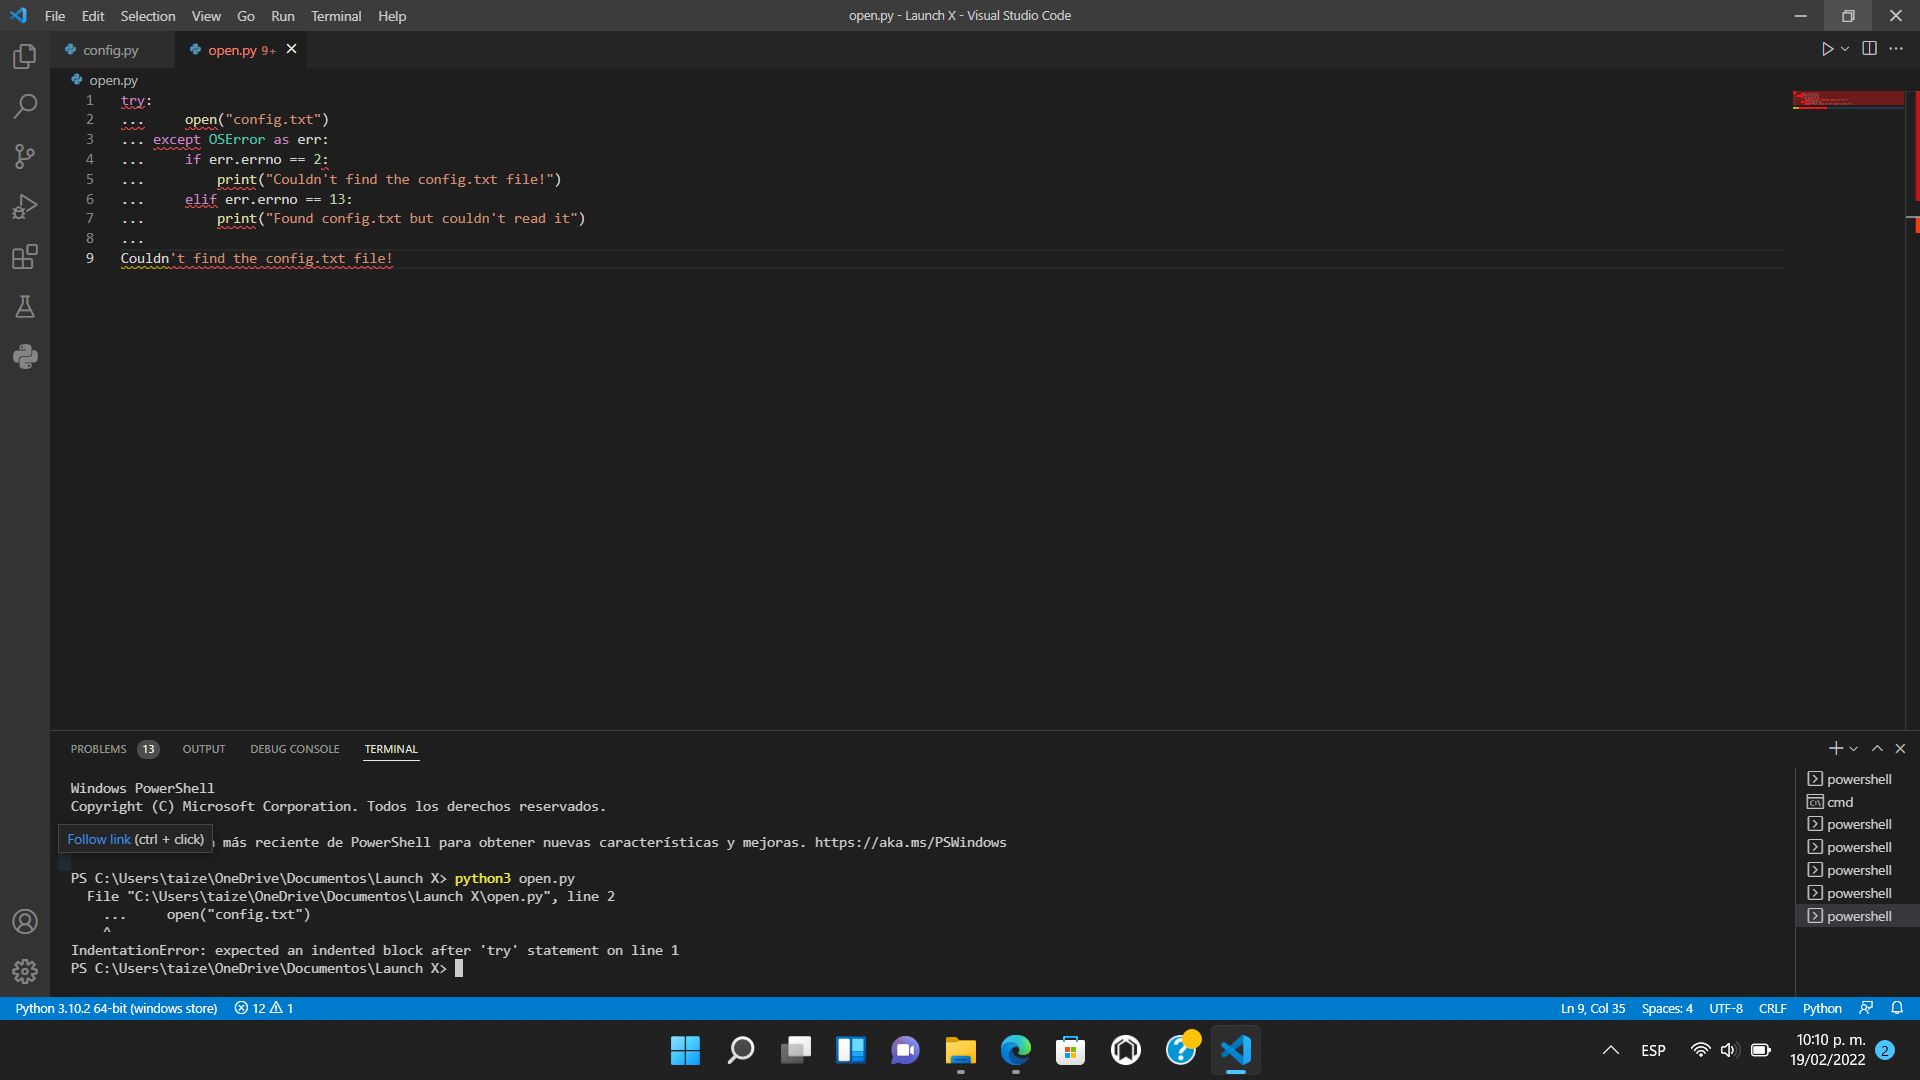 File Edit Selection View Go Run Terminal Help
open.py - Launch X - Visual Studio Code
config.py
open.py 9+
open.py
1 try:
2 ...     open("config.txt")
3 ... except OSError as err:
4 ...     if err.errno == 2:
5 ...         print("Couldn't find the config.txt file!")
6 ...     elif err.errno == 13:
7 ...         print("Found config.txt but couldn't read it")
8 ...
9 Couldn't find the config.txt file!
PROBLEMS 13 OUTPUT DEBUG CONSOLE TERMINAL
Windows PowerShell
Copyright (C) Microsoft Corporation. Todos los derechos reservados.
Follow link (ctrl + click)
más reciente de PowerShell para obtener nuevas características y mejoras. https://aka.ms/PSWindows
PS C:\Users\taize\OneDrive\Documentos\Launch X> python3 open.py
  File "C:\Users\taize\OneDrive\Documentos\Launch X\open.py", line 2
    ...     open("config.txt")
    ^
IndentationError: expected an indented block after 'try' statement on line 1
PS C:\Users\taize\OneDrive\Documentos\Launch X>
powershell
cmd
powershell
powershell
powershell
powershell
powershell
Python 3.10.2 64-bit (windows store) 12 1
Ln 9, Col 35 Spaces: 4 UTF-8 CRLF Python
ESP
10:10 p. m.
19/02/2022
2